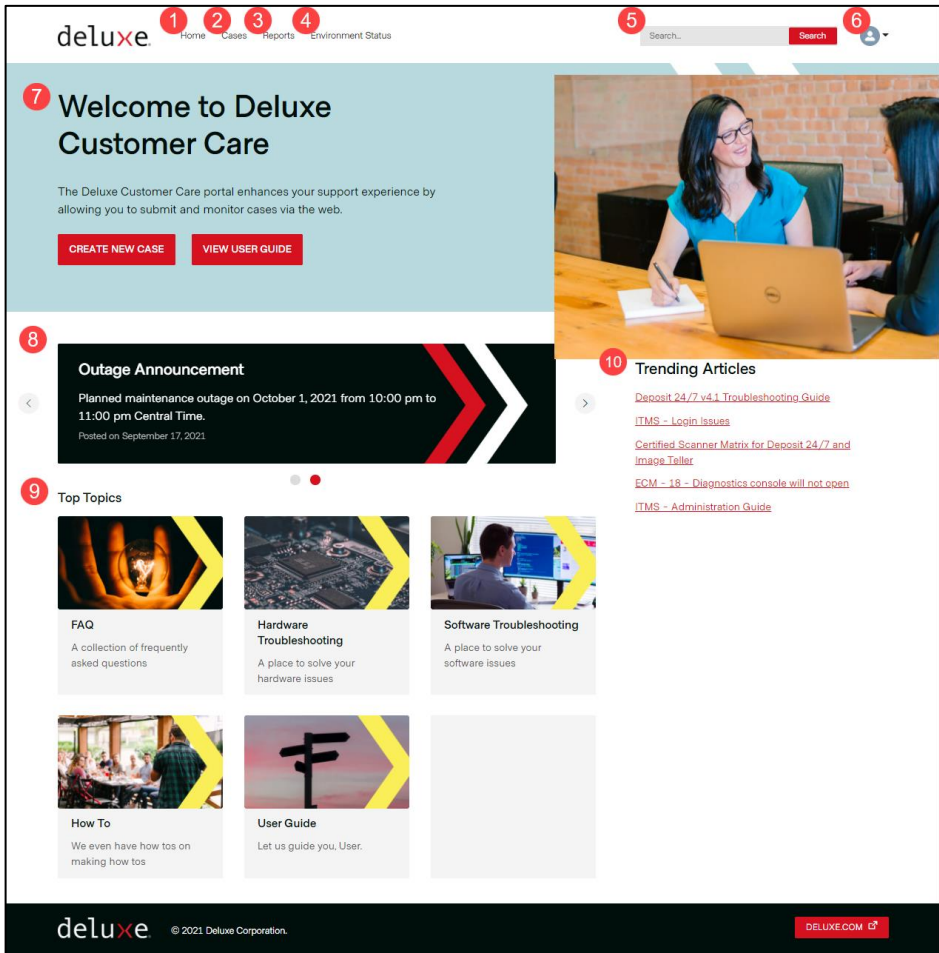 1
2
3
4
5
6
deluxe.
Home
Cases
Reports
Environment Status
Search...
Search
7
Welcome to Deluxe
Customer Care
The Deluxe Customer Care portal enhances your support experience by
allowing you to submit and monitor cases via the web.
CREATE NEW CASE
VIEW USER GUIDE
DELL
8
Outage Announcement
Planned maintenance outage on October 1, 2021 from 10:00 pm to
11:00 pm Central Time.
Posted on September 17, 2021
10
Trending Articles
Deposit 24/7 v4.1 Troubleshooting Guide
ITMS - Login Issues
Certified Scanner Matrix for Deposit 24/7 and
Image Teller
ECM - 18 - Diagnostics console will not open
ITMS - Administration Guide
9
Top Topics
FAQ
A collection of frequently
asked questions
Hardware
Troubleshooting
A place to solve your
hardware issues
Software Troubleshooting
A place to solve your
software issues
How To
We even have how tos on
making how tos
User Guide
Let us guide you, User.
deluxe.
© 2021 Deluxe Corporation.
DELUXE.COM